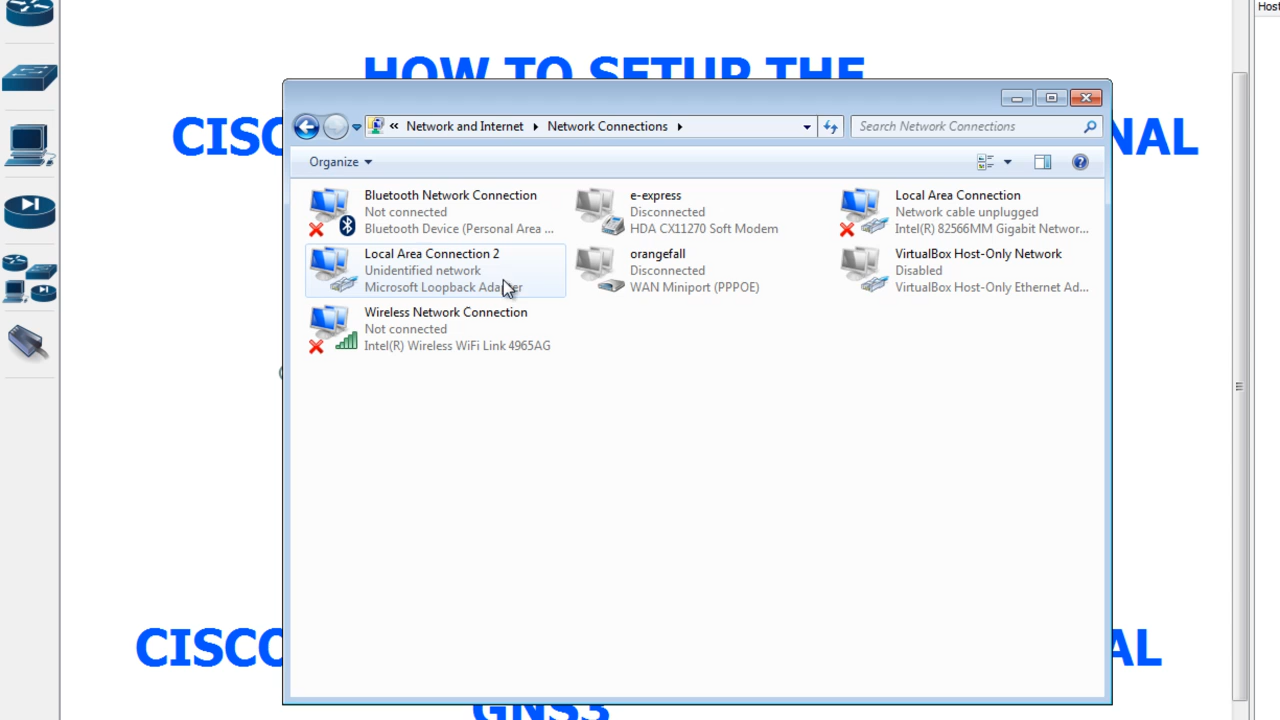 Host
HOW TO SETUP THE
CISC
NAL
« Network and Internet ▸ Network Connections ▸
Search Network Connections
Organize
Bluetooth Network Connection
Not connected
Bluetooth Device (Personal Area ...
e-express
Disconnected
HDA CX11270 Soft Modem
Local Area Connection
Network cable unplugged
Intel(R) 82566MM Gigabit Networ...
Local Area Connection 2
Unidentified network
Microsoft Loopback Adapter
orangefall
Disconnected
WAN Miniport (PPPOE)
VirtualBox Host-Only Network
Disabled
VirtualBox Host-Only Ethernet Ad...
Wireless Network Connection
Not connected
Intel(R) Wireless WiFi Link 4965AG
CISCO
AL
GNS3